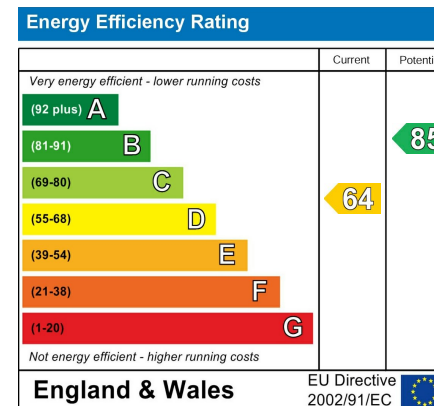 Energy Efficiency Rating
Current
Very energy efficient - lower running costs
(92 plus) A
(81-91) B
85
(69-80) C
64
(55-68) D
(39-54) E
(21-38) F
(1-20) G
Not energy efficient - higher running costs
England & Wales
EU Directive
2002/91/EC